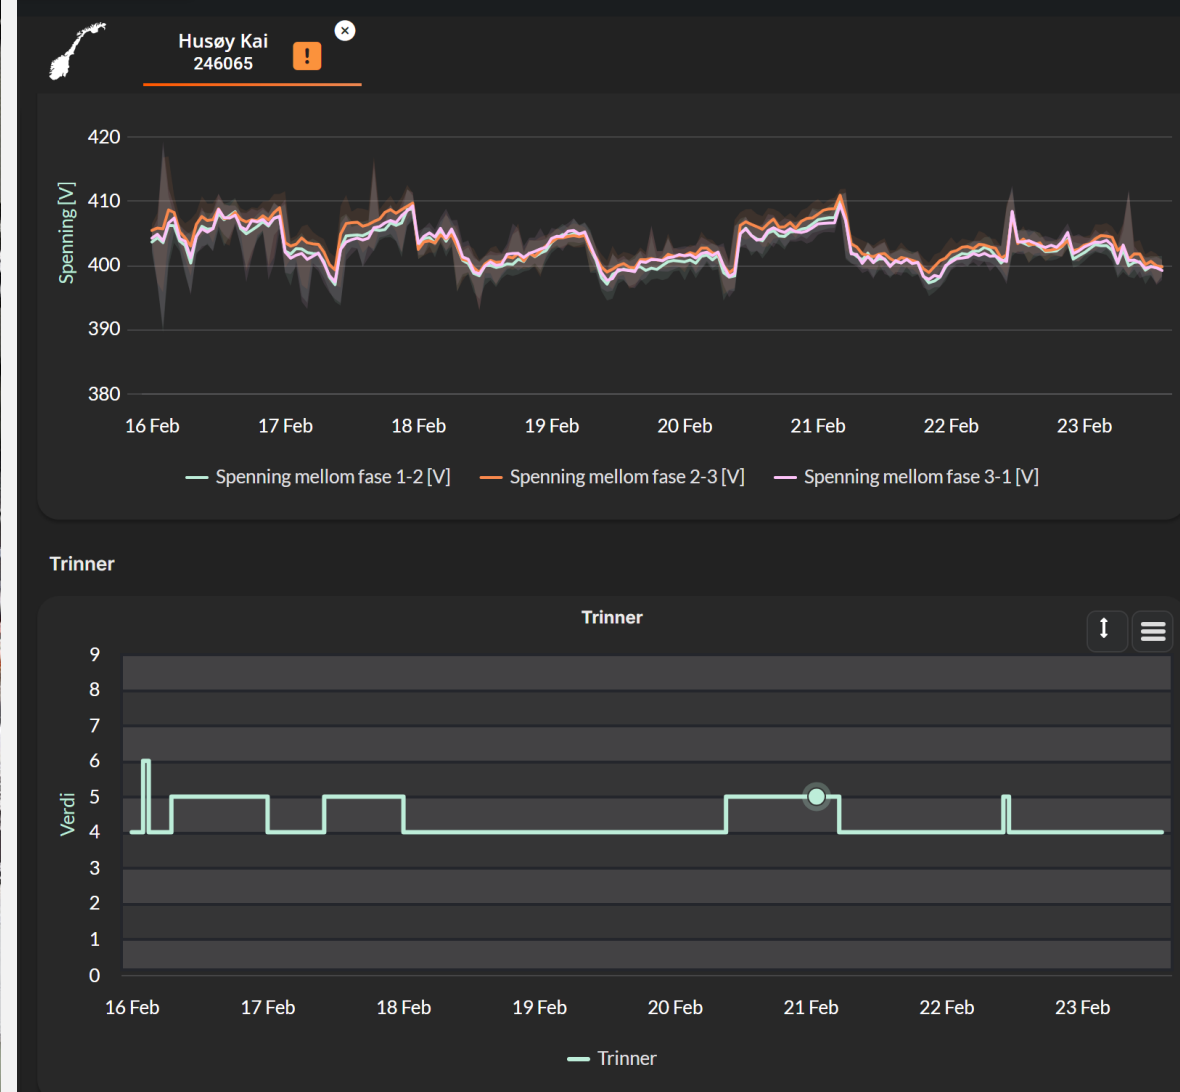 Husøy Kai
246065
Spenning [V]
420
410
400
390
380
16 Feb 17 Feb 18 Feb 19 Feb 20 Feb 21 Feb 22 Feb 23 Feb
Spenning mellom fase 1-2 [V] Spenning mellom fase 2-3 [V] Spenning mellom fase 3-1 [V]
Trinner
Trinner
Verdi
9
8
7
6
5
4
3
2
1
0
16 Feb 17 Feb 18 Feb 19 Feb 20 Feb 21 Feb 22 Feb 23 Feb
Trinner